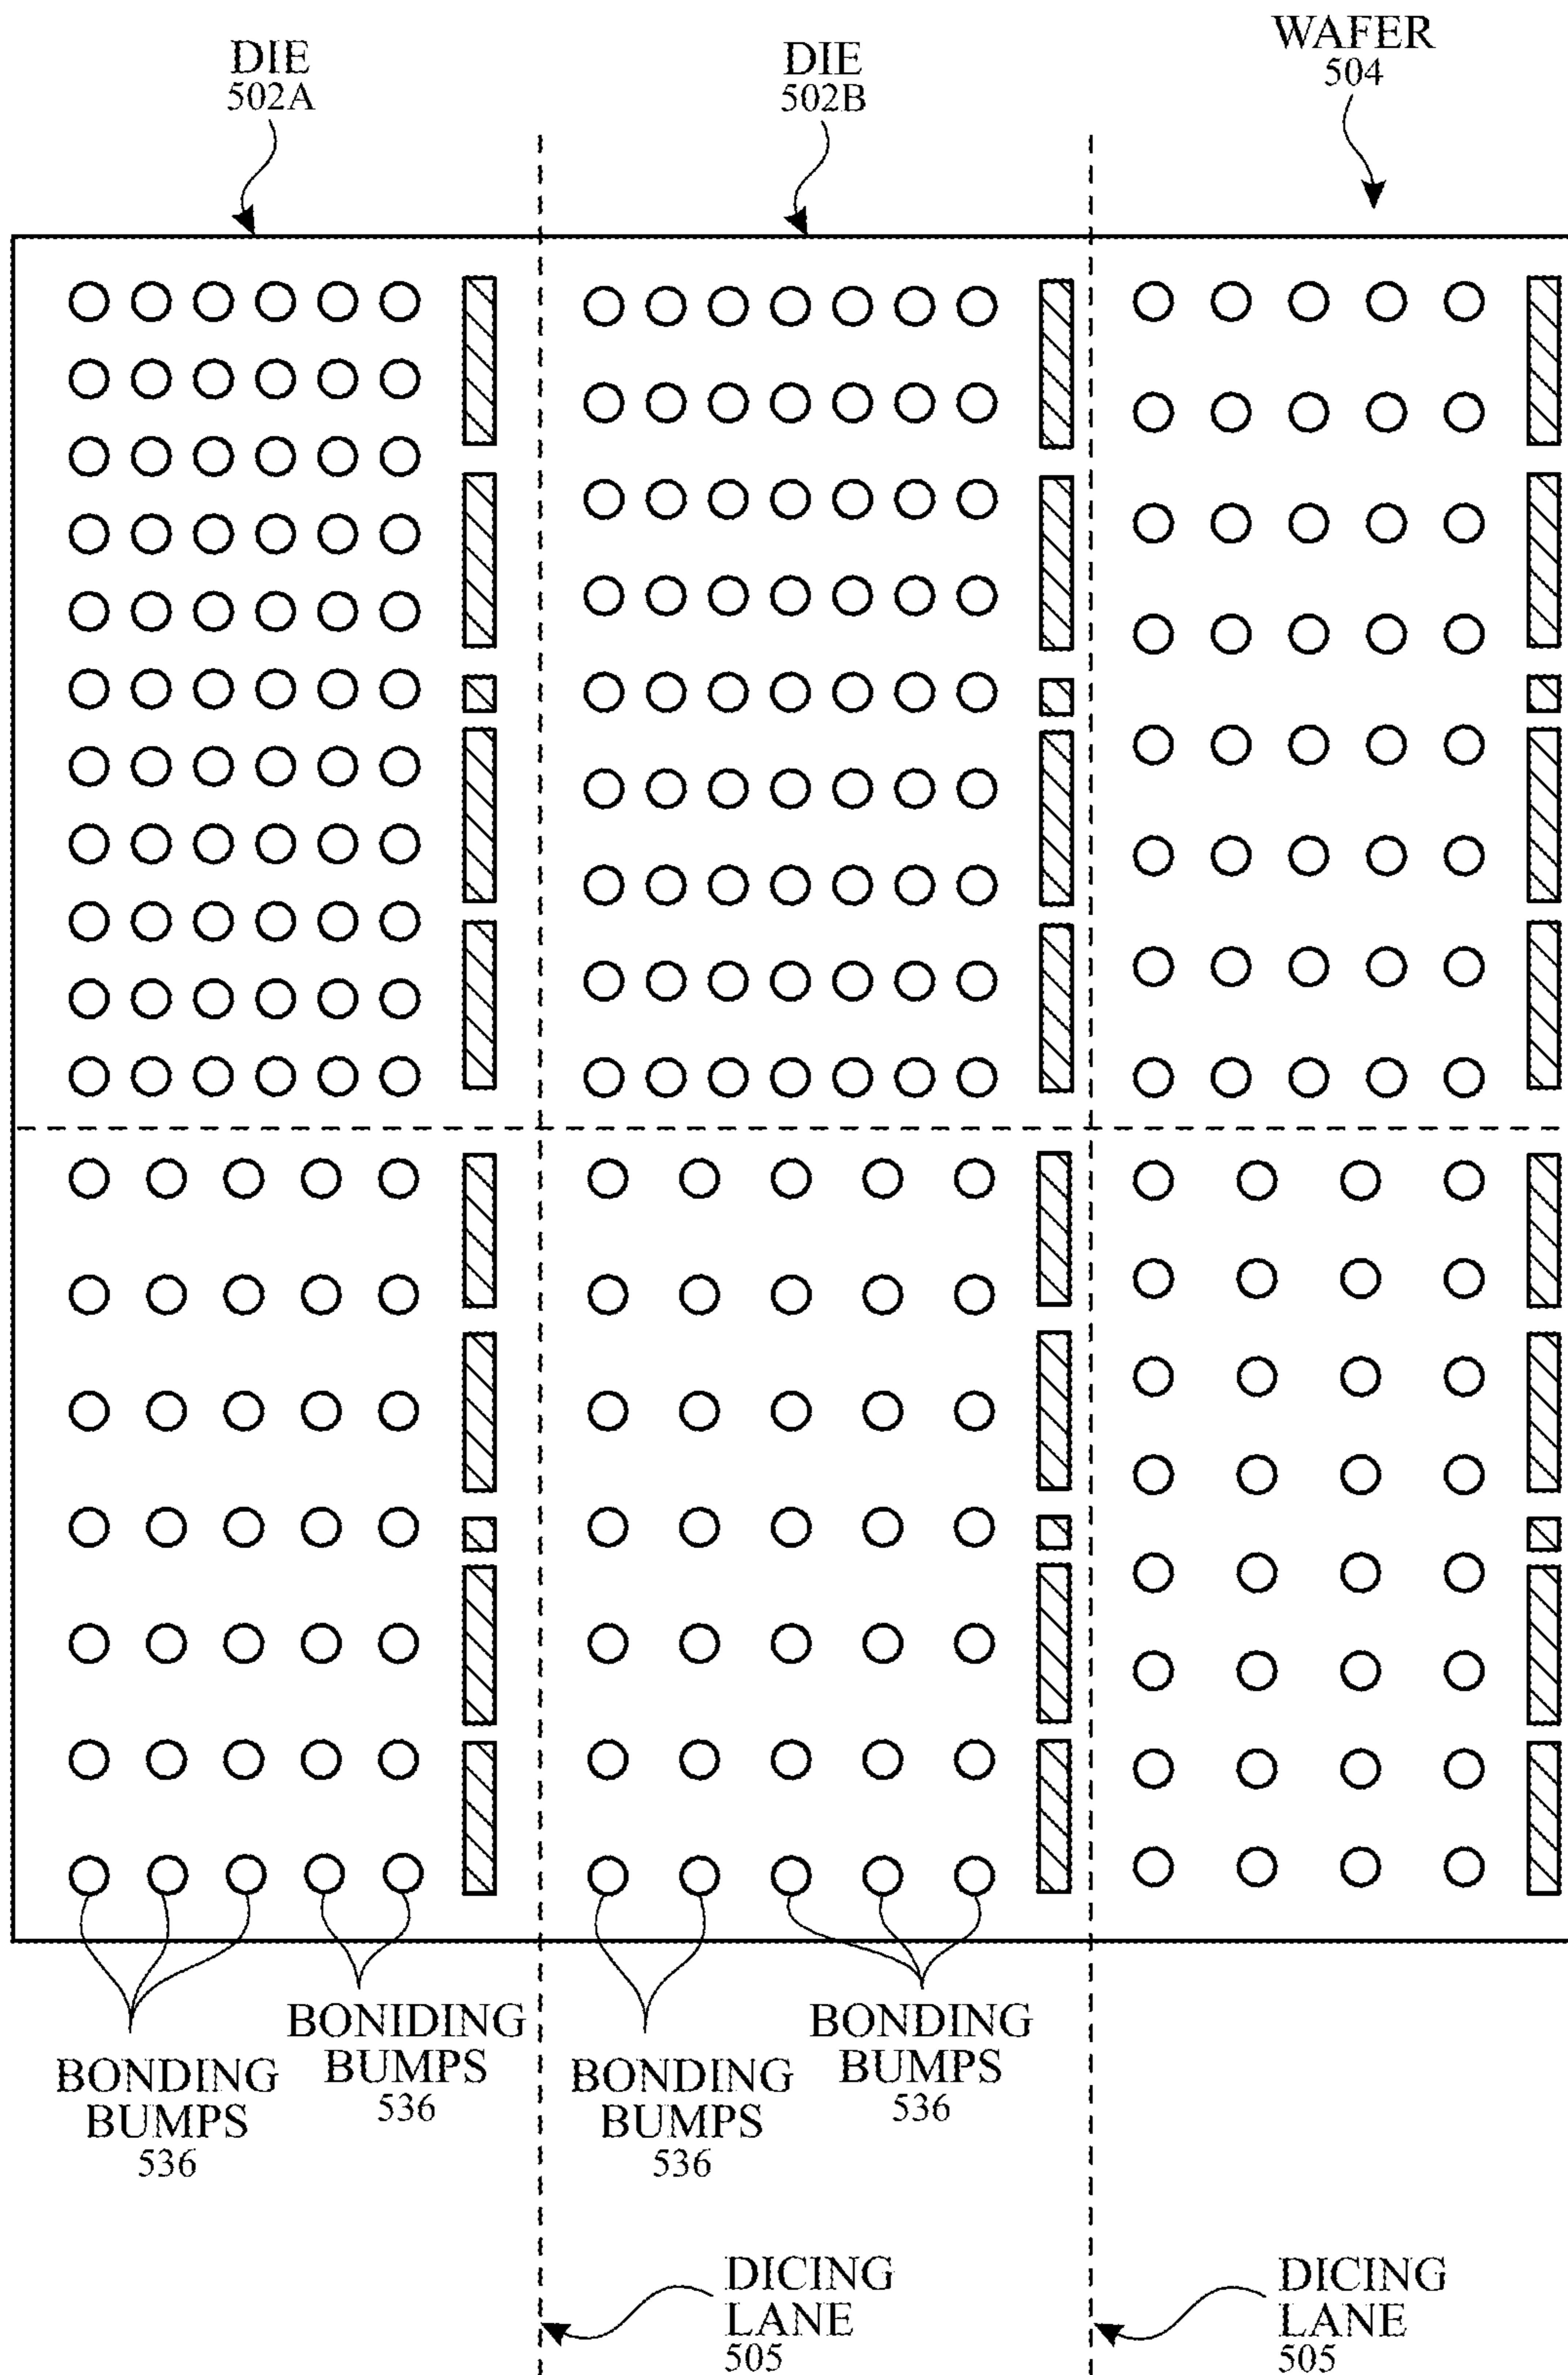 DIE
502A
DIE
502B
WAFER
504
BONDING
BUMPS
536
BONIDING
BUMPS
536
BONDING
BUMPS
536
BONDING
BUMPS
536
DICING
LANE
505
DICING
LANE
505